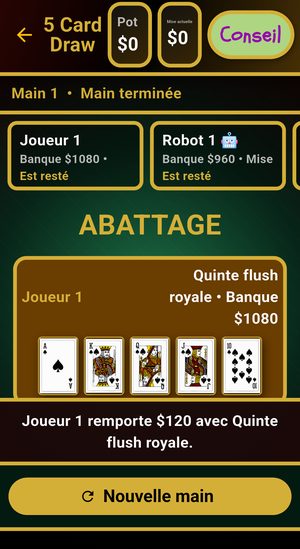 5 Card
Draw
Pot
$0
Mise actuelle
$0
Conseil
Main 1 • Main terminée
Joueur 1
Banque $1080 •
Est resté
Robot 1 🤖
Banque $960 • Mise
Est resté
ABATTAGE
Joueur 1
Quinte flush
royale • Banque
$1080
A
A
K
Q
J
10
Joueur 1 remporte $120 avec Quinte
flush royale.
Nouvelle main